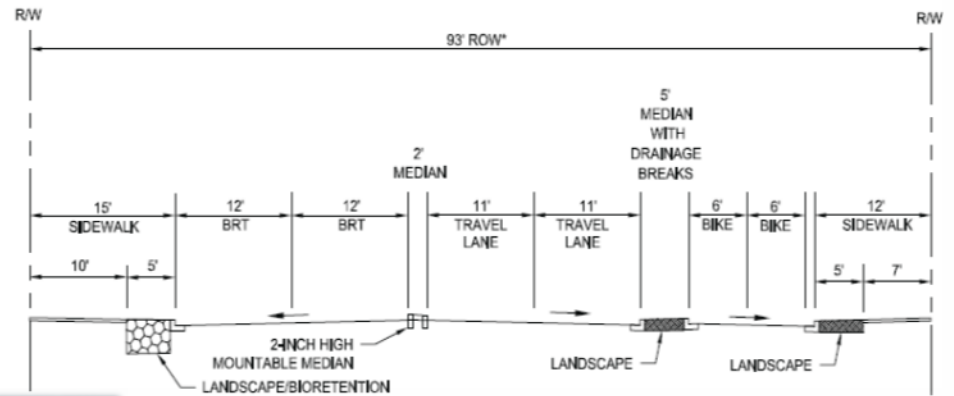 R/W
R/W
93' ROW*
5'
MEDIAN
WITH
DRAINAGE
BREAKS
2'
MEDIAN
15'
SIDEWALK
12'
BRT
12'
BRT
11'
TRAVEL
LANE
11'
TRAVEL
LANE
6'
BIKE
6'
BIKE
12'
SIDEWALK
10'
5'
5'
7'
2-INCH HIGH
MOUNTABLE MEDIAN
LANDSCAPE/BIORETENTION
LANDSCAPE
LANDSCAPE